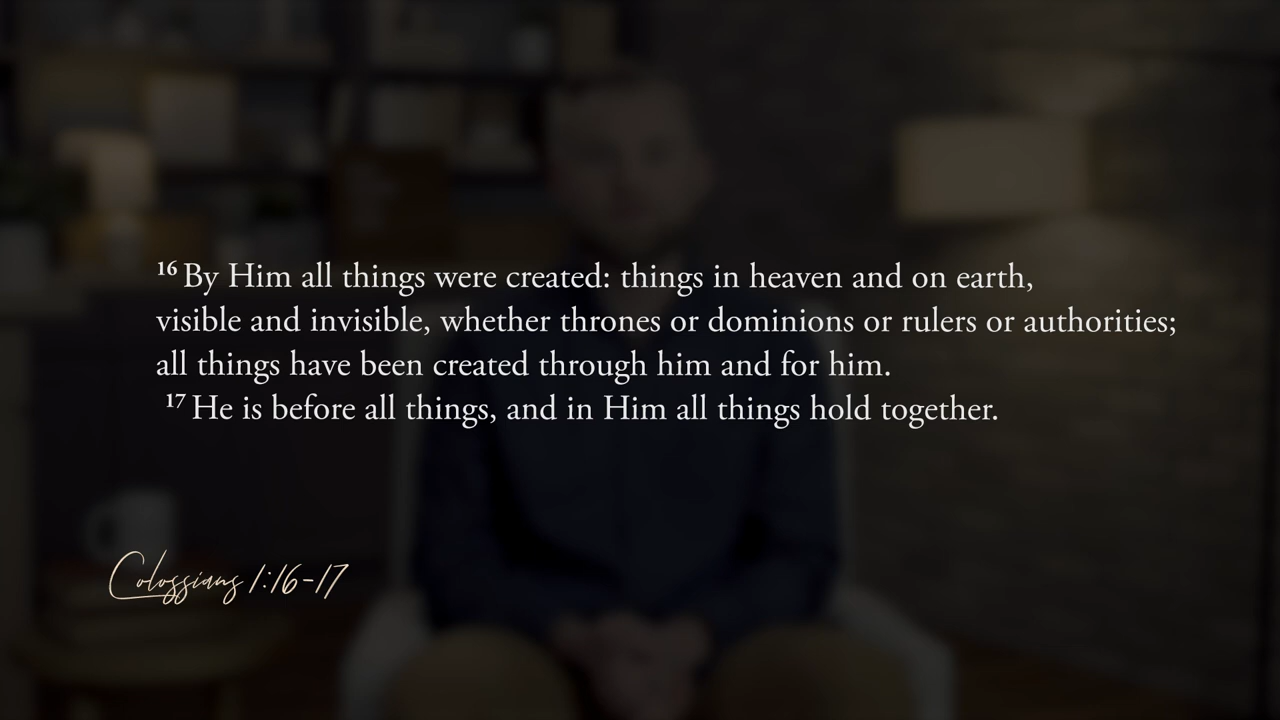 16 By Him all things were created: things in heaven and on earth,
visible and invisible, whether thrones or dominions or rulers or authorities;
all things have been created through him and for him.
17 He is before all things, and in Him all things hold together.
Colossians 1:16-17